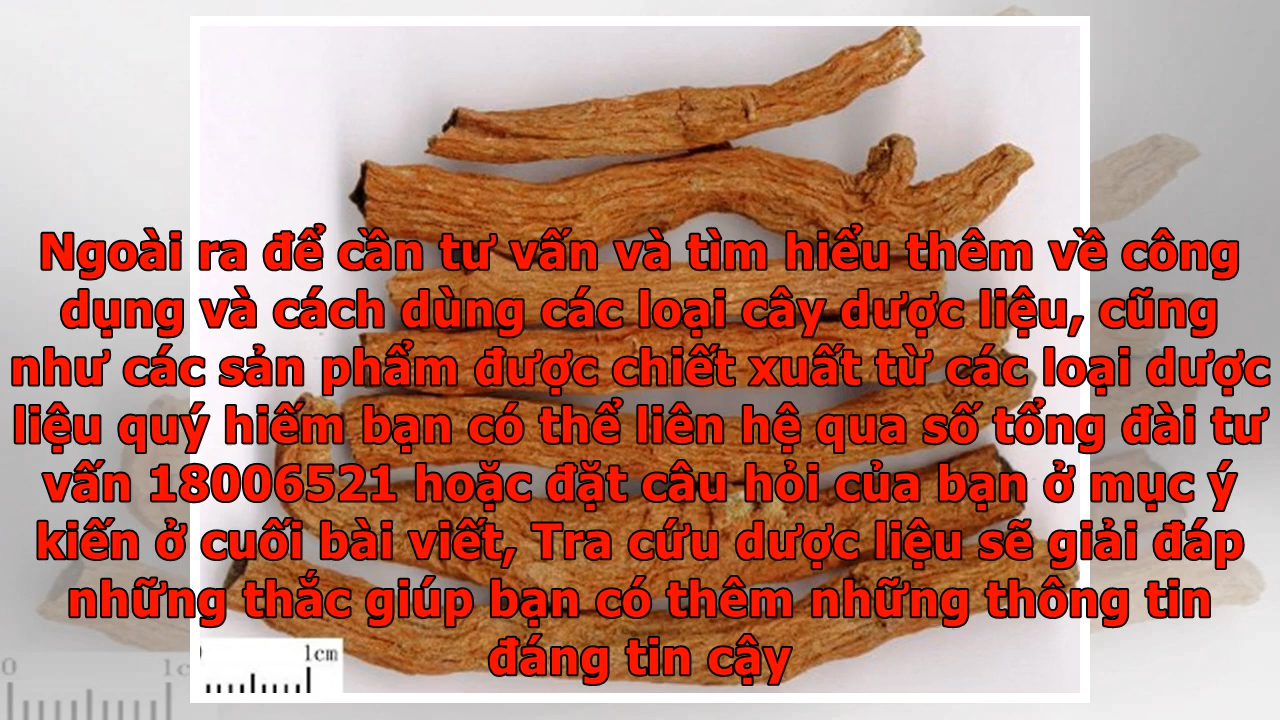 Ngoài ra để cần tư vấn và tìm hiểu thêm về công
dụng và cách dùng các loại cây dược liệu, cũng
như các sản phẩm được chiết xuất từ các loại dược
liệu quý hiếm bạn có thể liên hệ qua số tổng đài tư
vấn 18006521 hoặc đặt câu hỏi của bạn ở mục ý
kiến ở cuối bài viết, Tra cứu dược liệu sẽ giải đáp
những thắc giúp bạn có thêm những thông tin
đáng tin cậy
1cm
0 1c